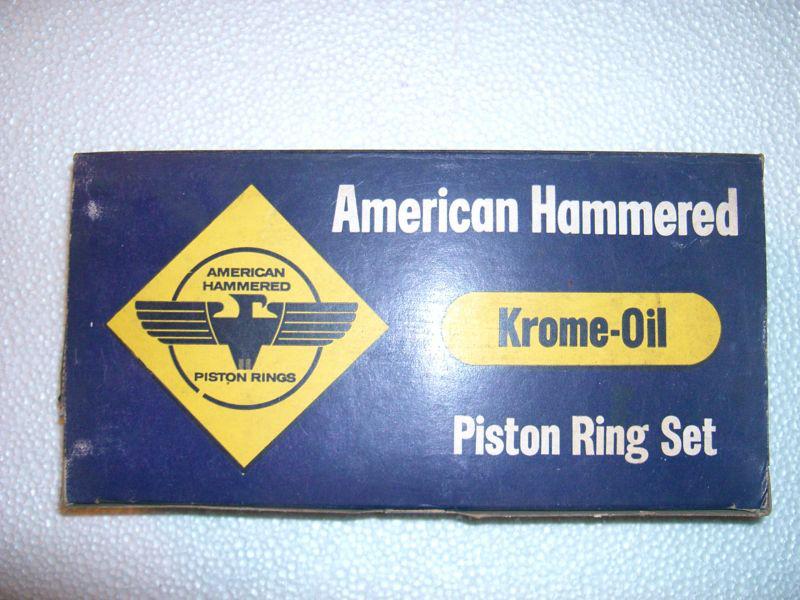 AMERICAN
HAMMERED
PISTON RINGS
American Hammered
Krome-Oil
Piston Ring Set